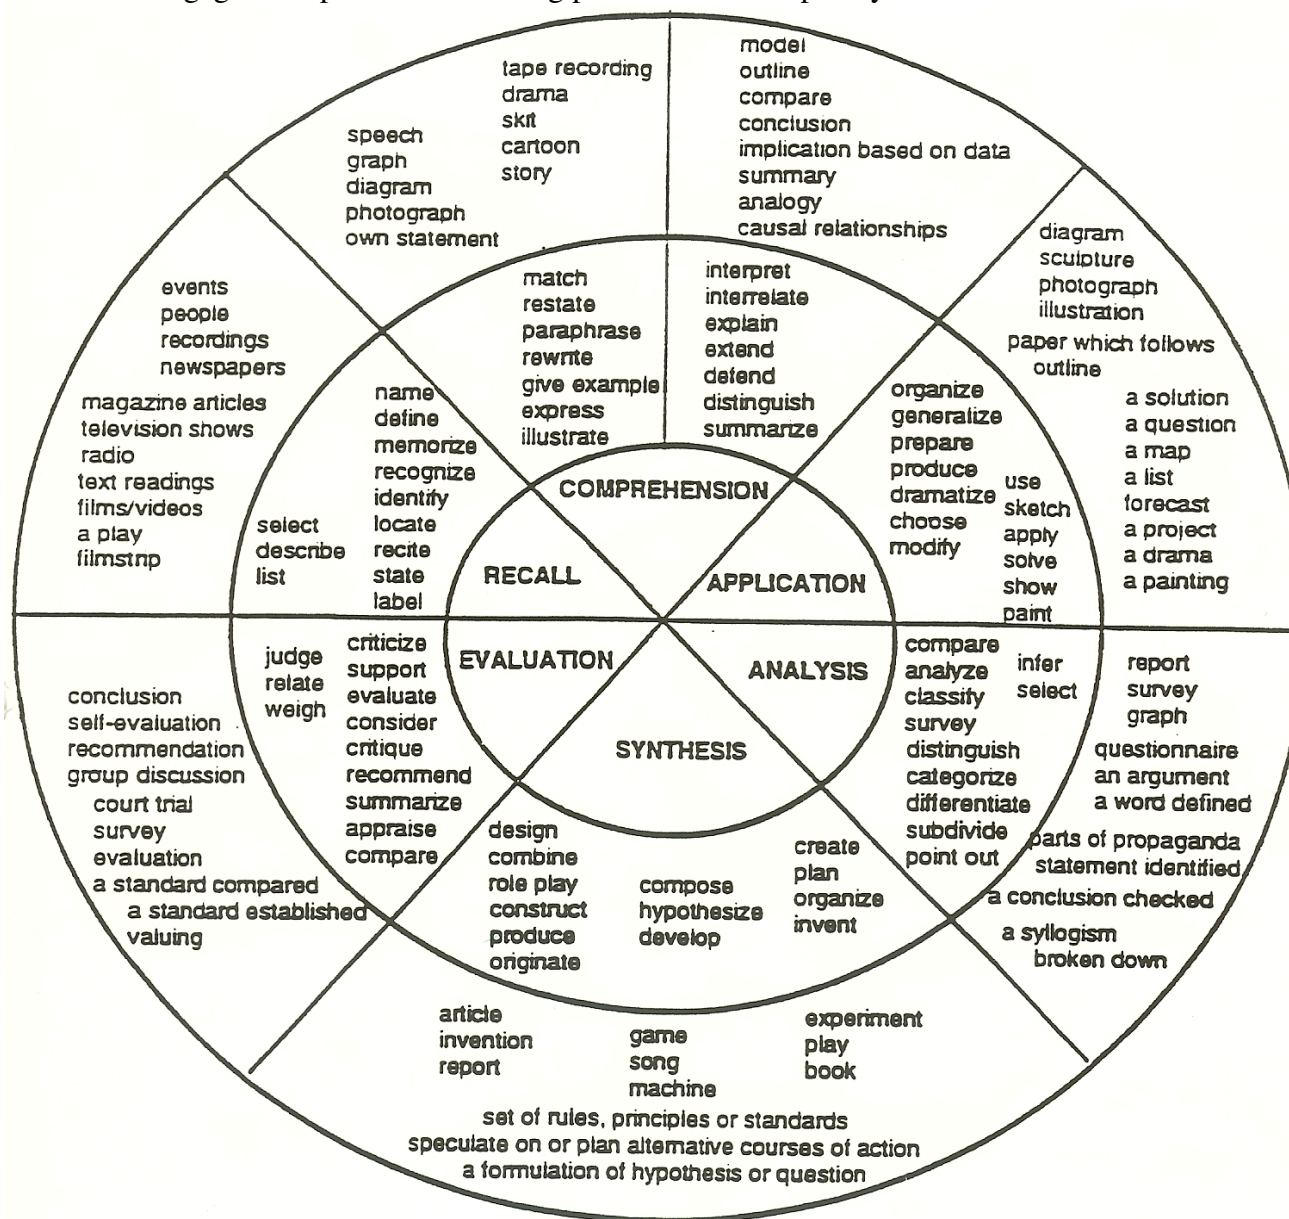 tape recording
drama
skit
cartoon
story
speech
graph
diagram
photograph
own statement
model
outline
compare
conclusion
implication based on data
summary
analogy
causal relationships
events
people
recordings
newspapers
magazine articles
television shows
radio
text readings
films/videos
a play
filmstrip
match
restate
paraphrase
rewrite
give example
express
illustrate
interpret
interrelate
explain
extend
defend
distinguish
summarize
diagram
sculpture
photograph
illustration
paper which follows
outline
a solution
a question
a map
a list
forecast
a project
a drama
a painting
name
define
memorize
recognize
identify
locate
recite
state
label
select
describe
list
organize
generalize
prepare
produce
dramatize
choose
modify
use
sketch
apply
solve
show
paint
COMPREHENSION
RECALL
APPLICATION
EVALUATION
ANALYSIS
SYNTHESIS
judge
relate
weigh
criticize
support
evaluate
consider
critique
recommend
summarize
appraise
compare
conclusion
self-evaluation
recommendation
group discussion
court trial
survey
evaluation
a standard compared
a standard established
valuing
compare
analyze
classify
survey
distinguish
categorize
differentiate
subdivide
point out
infer
select
report
survey
graph
questionnaire
an argument
a word defined
parts of propaganda
statement identified
a conclusion checked
a syllogism
broken down
design
combine
role play
construct
produce
originate
compose
hypothesize
develop
create
plan
organize
invent
article
invention
report
game
song
machine
experiment
play
book
set of rules, principles or standards
speculate on or plan alternative courses of action
a formulation of hypothesis or question